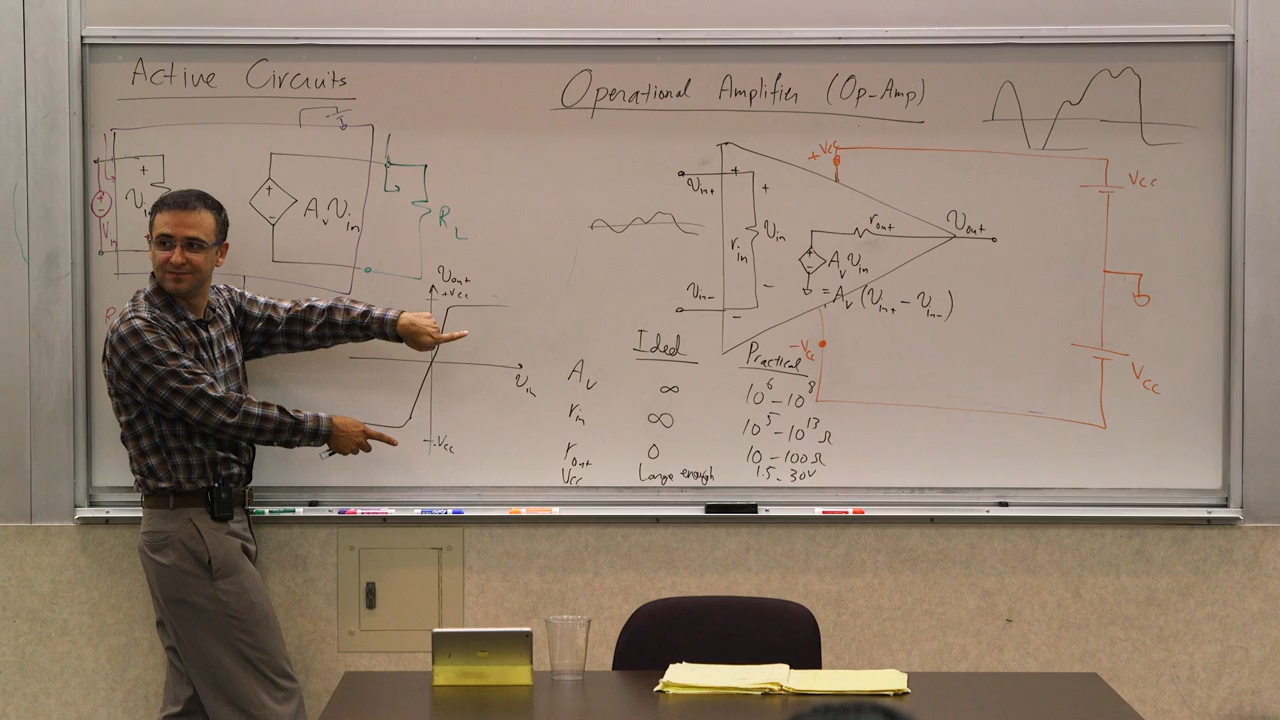 Active Circuits
Operational Amplifier (Op-Amp)
+
-
Vin
+
-
AvVin
RL
Vout
+Vcc
Vin
-Vcc
Vin+
+
+
Vin
rin
-
Vin-
-
rout
Vout
+
-
AvVin
= Av(Vin+ - Vin-)
+Vcc
-Vcc
Vcc
Vcc
Ideal Practical
Av ∞ 10^6 - 10^8
rin ∞ 10^5 - 10^13 Ω
rout 0 10 - 100Ω
Vcc Large enough 1.5 - 30V